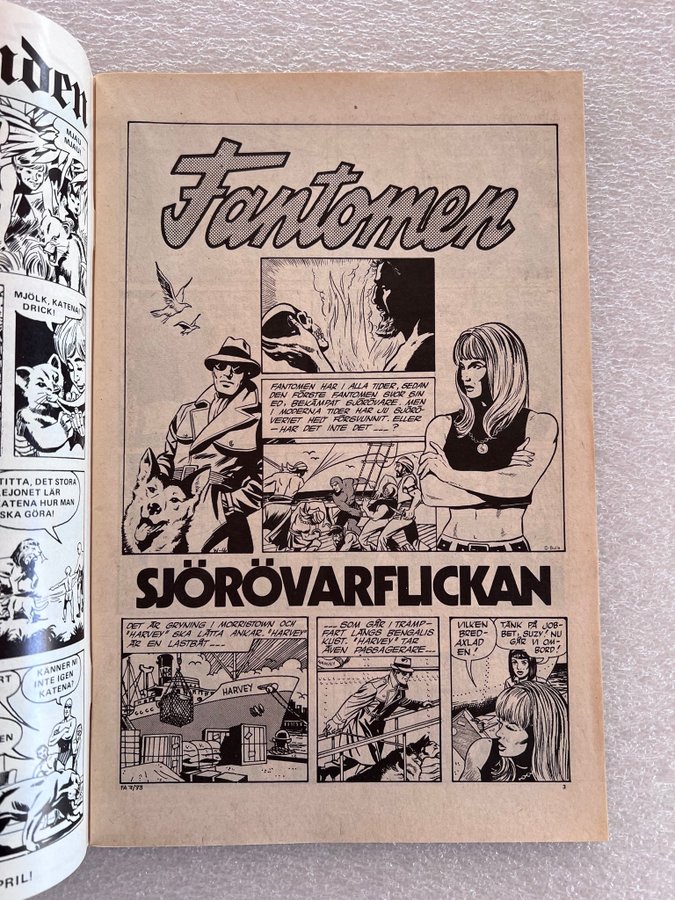 nden
MJAU
MJAU!
MJÖLK, KATENA!
DRICK!
TITTA, DET STORA
LEJONET LÄR
KATENA HUR MAN
SKA GÖRA!
KÄNNER NI
INTE IGEN
KATENA?
PRIL!
Fantomen
FANTOMEN HAR I ALLA TIDER, SEDAN
DEN FÖRSTE FANTOMEN SVOR SIN
ED, BEKÄMPAT SJÖRÖVARE. MEN
I MODERNA TIDER HAR JU SJÖRÖ-
VERIET HELT FÖRSVUNNIT. ELLER
- HAR DET INTE DET ---?
SJÖRÖVARFLICKAN
DET ÄR GRYNING I MORRISTOWN OCH
"HARVEY" SKA LÄTTA ANKAR. "HARVEY"
ÄR EN LASTBÅT ---
HARVEY
--- SOM GÅR I TRAMP-
FART LÄNGS BENGALIS
KUST. "HARVEY" TAR
ÄVEN PASSAGERARE ---
HARVEY
VILKEN
BRED-
AXLAD
EN!
TÄNK PÅ JOB-
BET, SUZY! NU
GÅR VI OM-
BORD!
FA 7/73
3